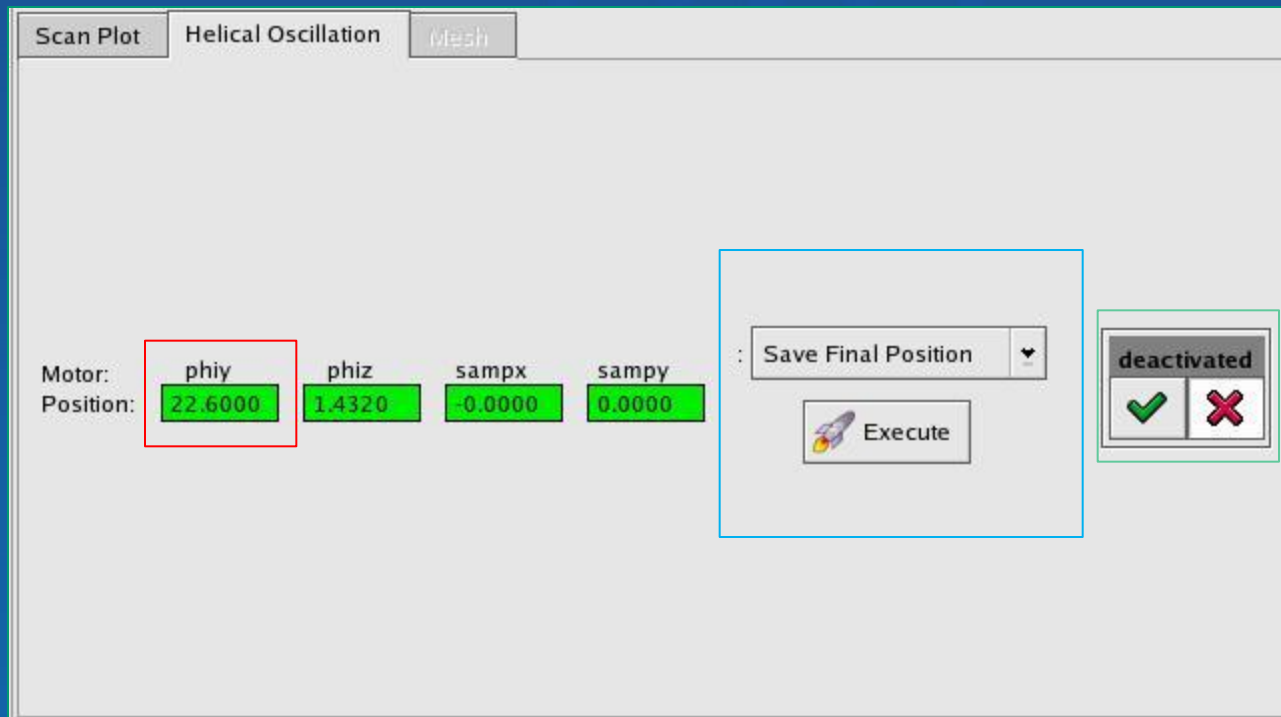 Scan Plot Helical Oscillation Mesh
phiy phiz sampx sampy
Motor:
Position: 22.6000 1.4320 -0.0000 0.0000
: Save Final Position
Execute
deactivated